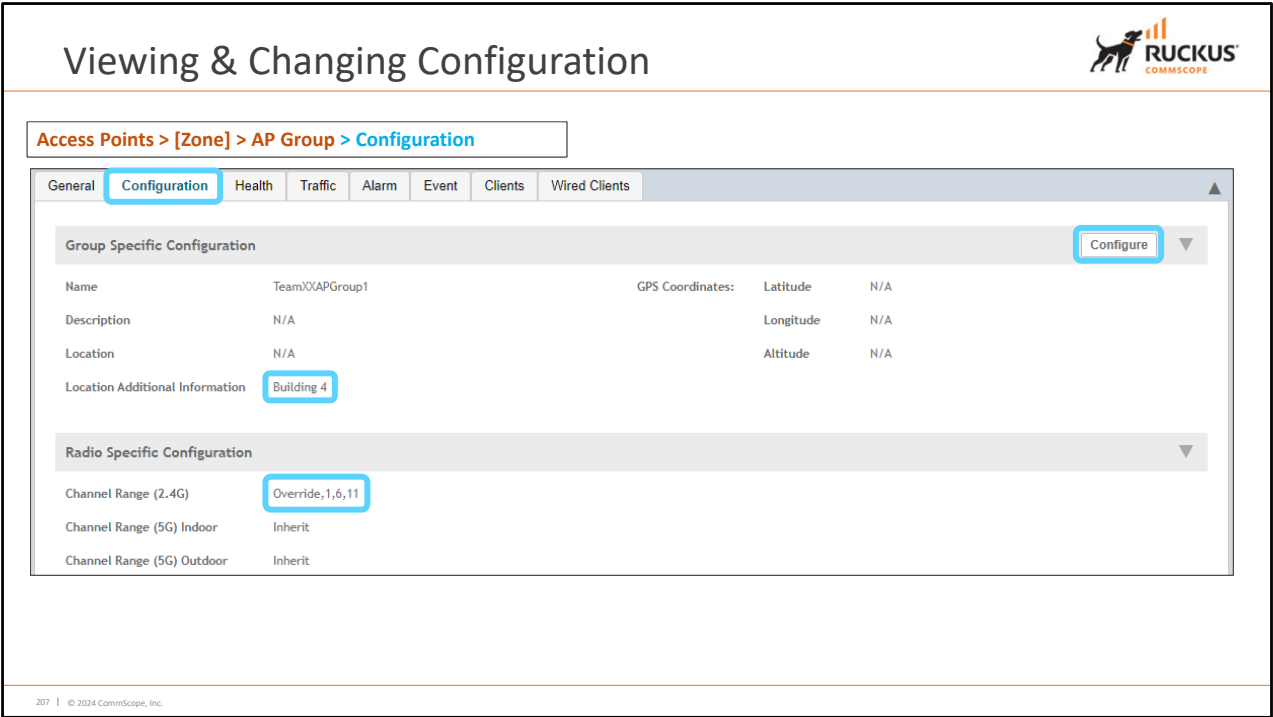 Viewing & Changing Configuration
RUCKUS
COMMSCOPE
Access Points > [Zone] > AP Group > Configuration
General Configuration Health Traffic Alarm Event Clients Wired Clients
Group Specific Configuration Configure
Name TeamXXAPGroup1 GPS Coordinates: Latitude N/A
Description N/A Longitude N/A
Location N/A Altitude N/A
Location Additional Information Building 4
Radio Specific Configuration
Channel Range (2.4G) Override,1,6,11
Channel Range (5G) Indoor Inherit
Channel Range (5G) Outdoor Inherit
207 | © 2024 CommScope, Inc.